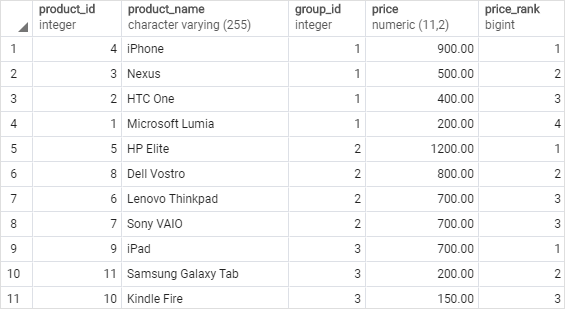 product_id product_name group_id price price_rank
integer character varying (255) integer numeric (11,2) bigint
1 4 iPhone 1 900.00 1
2 3 Nexus 1 500.00 2
3 2 HTC One 1 400.00 3
4 1 Microsoft Lumia 1 200.00 4
5 5 HP Elite 2 1200.00 1
6 8 Dell Vostro 2 800.00 2
7 6 Lenovo Thinkpad 2 700.00 3
8 7 Sony VAIO 2 700.00 3
9 9 iPad 3 700.00 1
10 11 Samsung Galaxy Tab 3 200.00 2
11 10 Kindle Fire 3 150.00 3